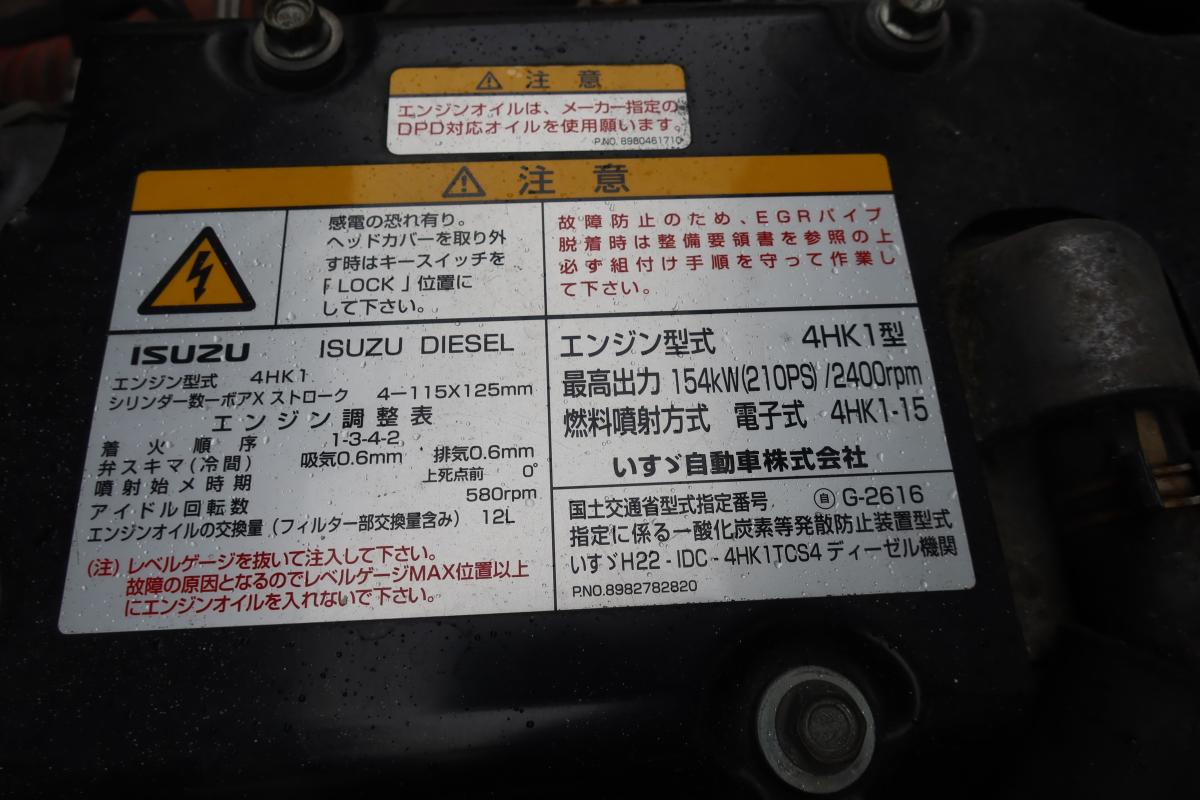 ⚠ 注意
エンジンオイルは、メーカー指定の
DPD対応オイルを使用願います。
P.NO. 8980461710
⚠ 注意
感電の恐れ有り。
ヘッドカバーを取り外
す時はキースイッチを
「LOCK」位置に
して下さい。
故障防止のため、EGRパイプ
脱着時は整備要領書を参照の上
必ず組付け手順を守って作業し
て下さい。
ISUZU ISUZU DIESEL
エンジン型式 4HK1
シリンダー数ーボアXストローク 4ー115X125mm
エンジン調整表
着火順序 1-3-4-2
弁スキマ(冷間) 吸気0.6mm 排気0.6mm
噴射始メ時期 上死点前 0°
アイドル回転数 580rpm
エンジンオイルの交換量(フィルター部交換量含み) 12L
(注)レベルゲージを抜いて注入して下さい。
故障の原因となるのでレベルゲージMAX位置以上
にエンジンオイルを入れないで下さい。
エンジン型式 4HK1型
最高出力 154kW(210PS)/2400rpm
燃料噴射方式 電子式 4HK1-15
いすゞ自動車株式会社
国土交通省型式指定番号 ㊀自 G-2616
指定に係る一酸化炭素等発散防止装置型式
いすゞH22-IDC-4HK1TCS4ディーゼル機関
P.NO.8982782820